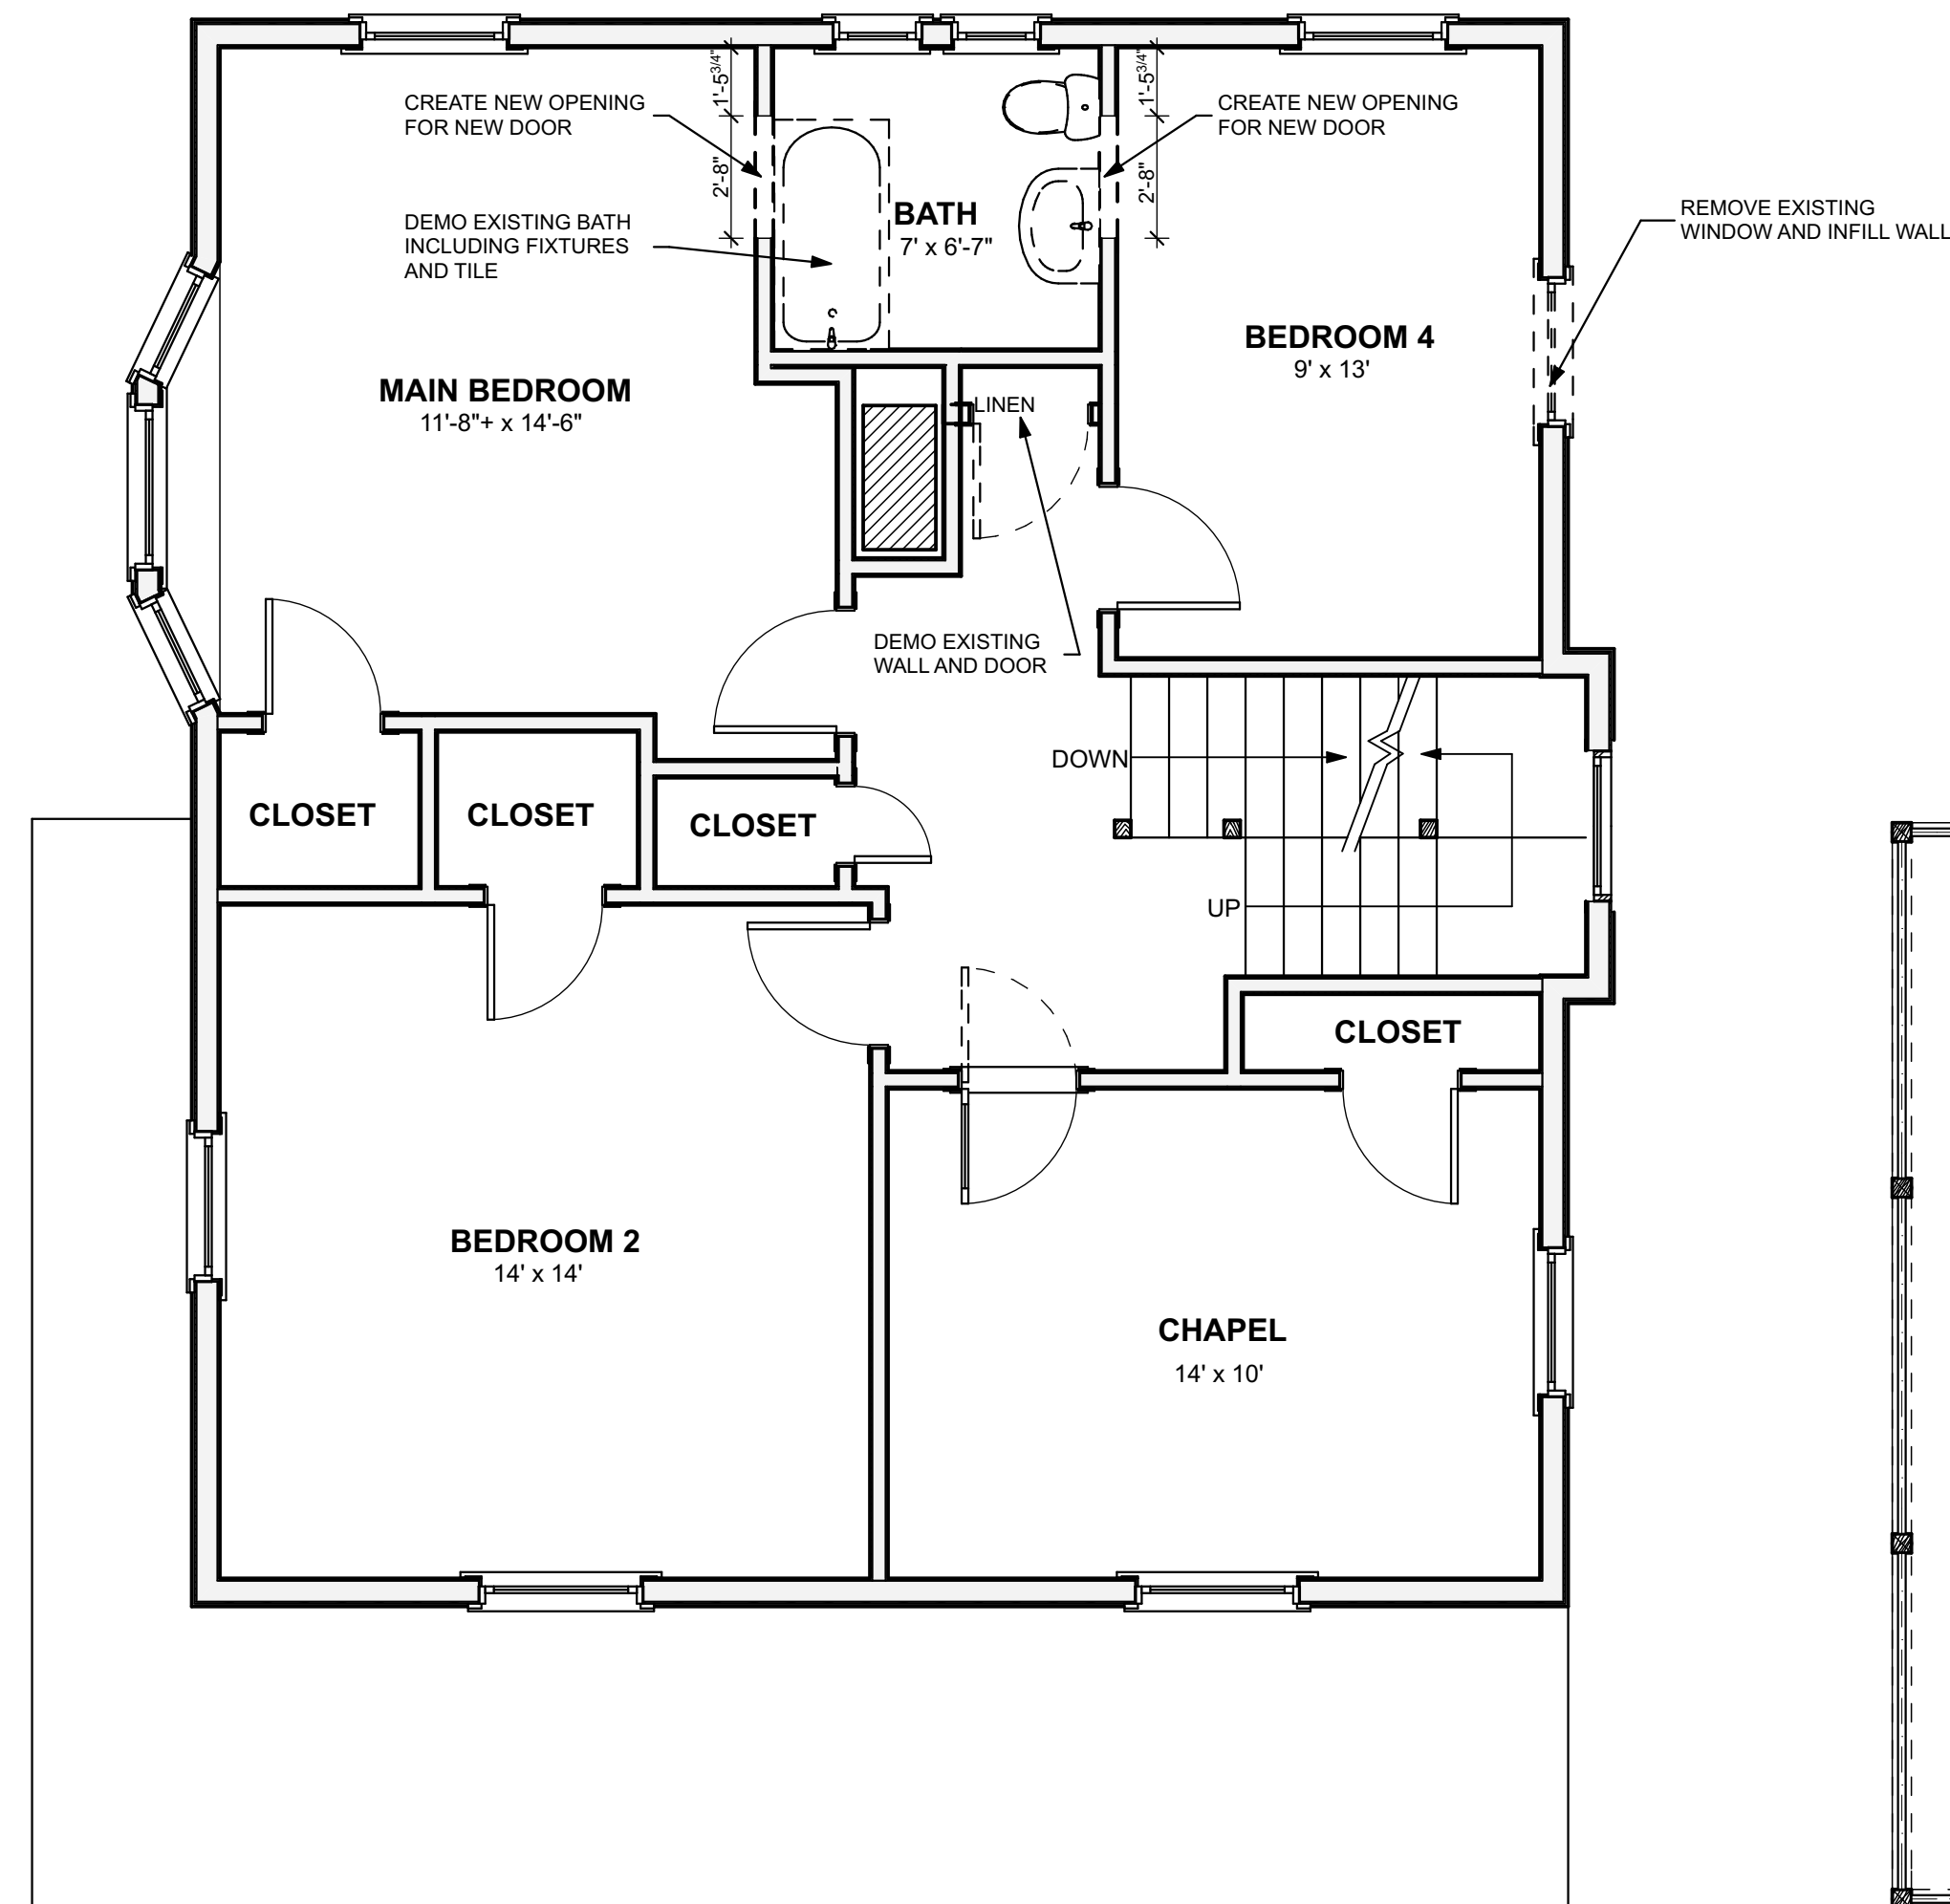 CREATE NEW OPENING
FOR NEW DOOR
1'-5 3/4"
2'-8"
DEMO EXISTING BATH
INCLUDING FIXTURES
AND TILE
BATH
7' x 6'-7"
1'-5 3/4"
2'-8"
CREATE NEW OPENING
FOR NEW DOOR
REMOVE EXISTING
WINDOW AND INFILL WALL
MAIN BEDROOM
11'-8"+ x 14'-6"
BEDROOM 4
9' x 13'
LINEN
DEMO EXISTING
WALL AND DOOR
DOWN
UP
CLOSET
CLOSET
CLOSET
CLOSET
BEDROOM 2
14' x 14'
CHAPEL
14' x 10'